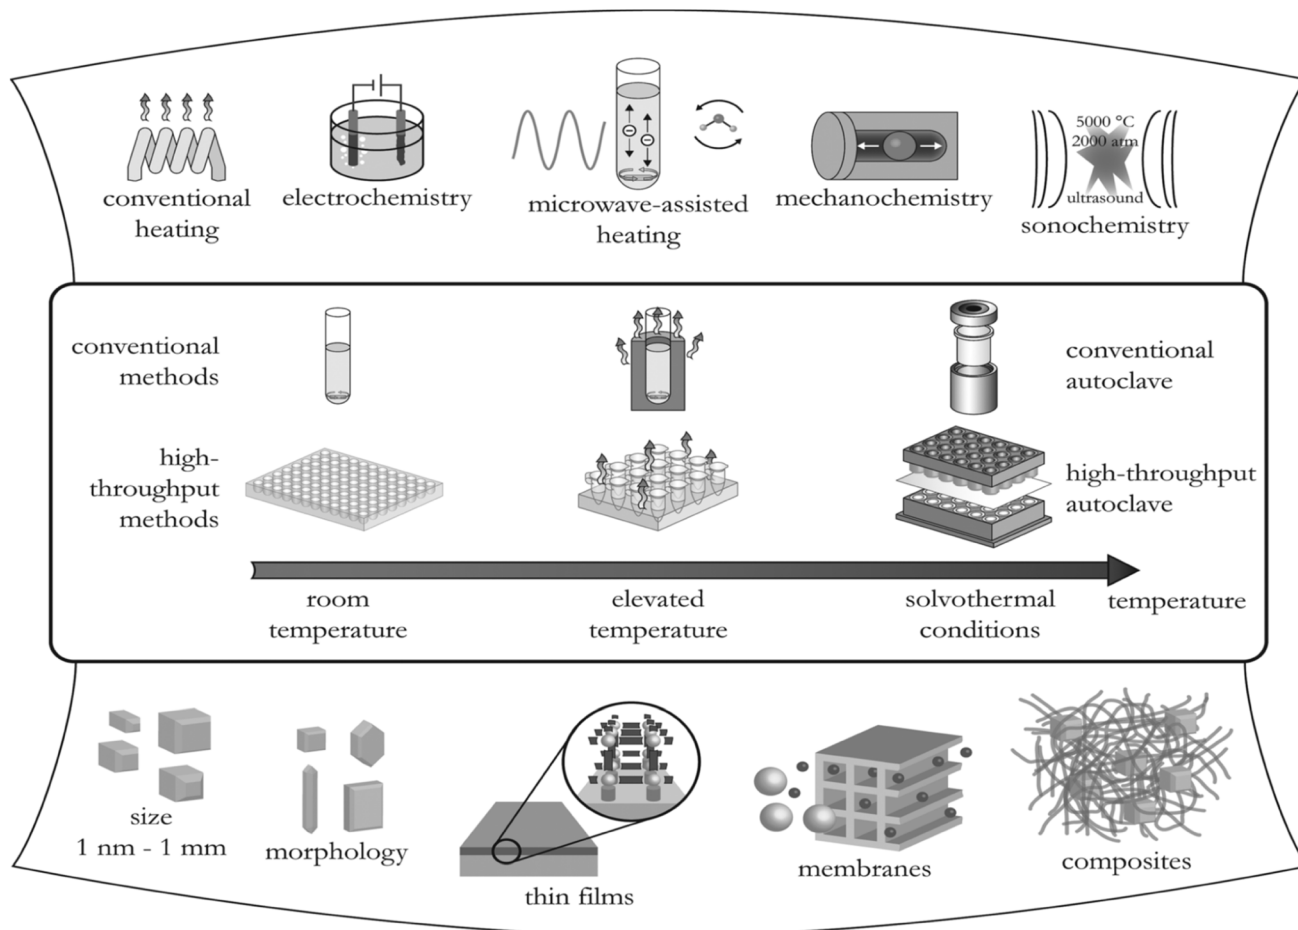 conventional
heating
electrochemistry
microwave-assisted
heating
mechanochemistry
5000 °C
2000 atm
ultrasound
sonochemistry
conventional
methods
conventional
autoclave
high-
throughput
methods
high-throughput
autoclave
room
temperature
elevated
temperature
solvothermal
conditions
temperature
size
1 nm - 1 mm
morphology
thin films
membranes
composites